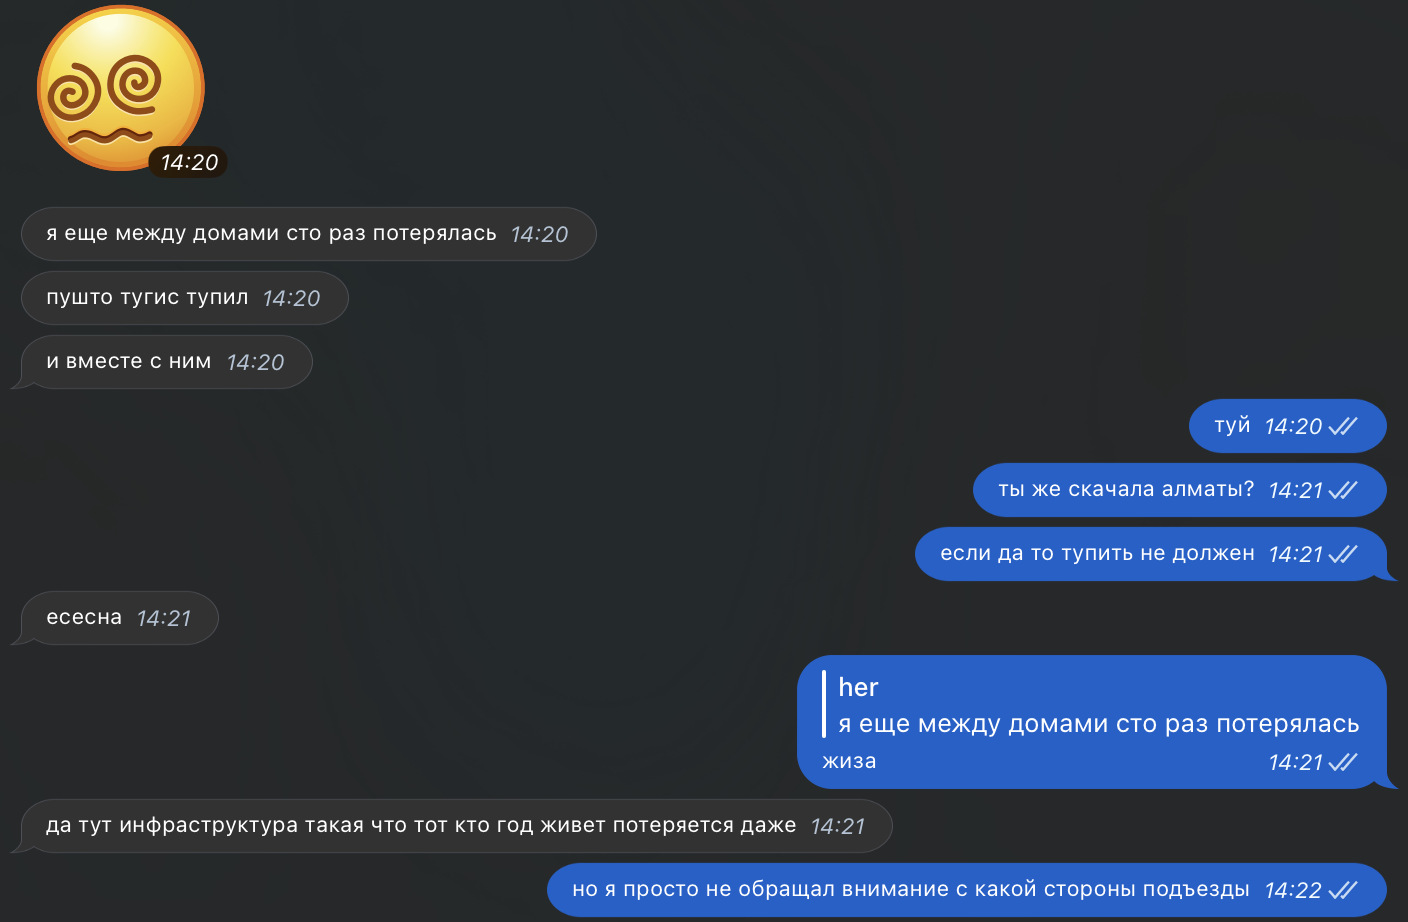 14:20
я еще между домами сто раз потерялась 14:20
пушто тугис тупил 14:20
и вместе с ним 14:20
туй 14:20
ты же скачала алматы? 14:21
если да то тупить не должен 14:21
есесна 14:21
her
я еще между домами сто раз потерялась
жиза 14:21
да тут инфраструктура такая что тот кто год живет потеряется даже 14:21
но я просто не обращал внимание с какой стороны подъезды 14:22